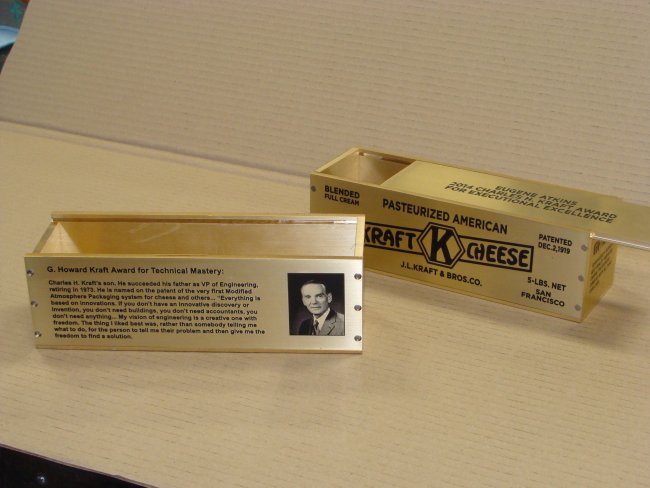 G. Howard Kraft Award for Technical Mastery:
Charles H. Kraft's son. He succeeded his father as VP of Engineering,
retiring in 1973. He is named on the patent of the very first Modified
Atmosphere Packaging system for cheese and others... "Everything is
based on innovations. If you don't have an innovative discovery or
invention, you don't need buildings, you don't need accountants, you
don't need anything... My vision of engineering is a creative one with
freedom. The thing I liked best was, rather than somebody telling me
what to do, for the person to tell me their problem and then give me the
freedom to find a solution.
EUGENE ATKINS
2014 CHARLES H. KRAFT AWARD
FOR EXECUTIONAL EXCELLENCE
BLENDED
FULL CREAM
PASTEURIZED AMERICAN
KRAFT K CHEESE
J.L.KRAFT & BROS.CO.
PATENTED
DEC.2,1919
5-LBS. NET
SAN
FRANCISCO